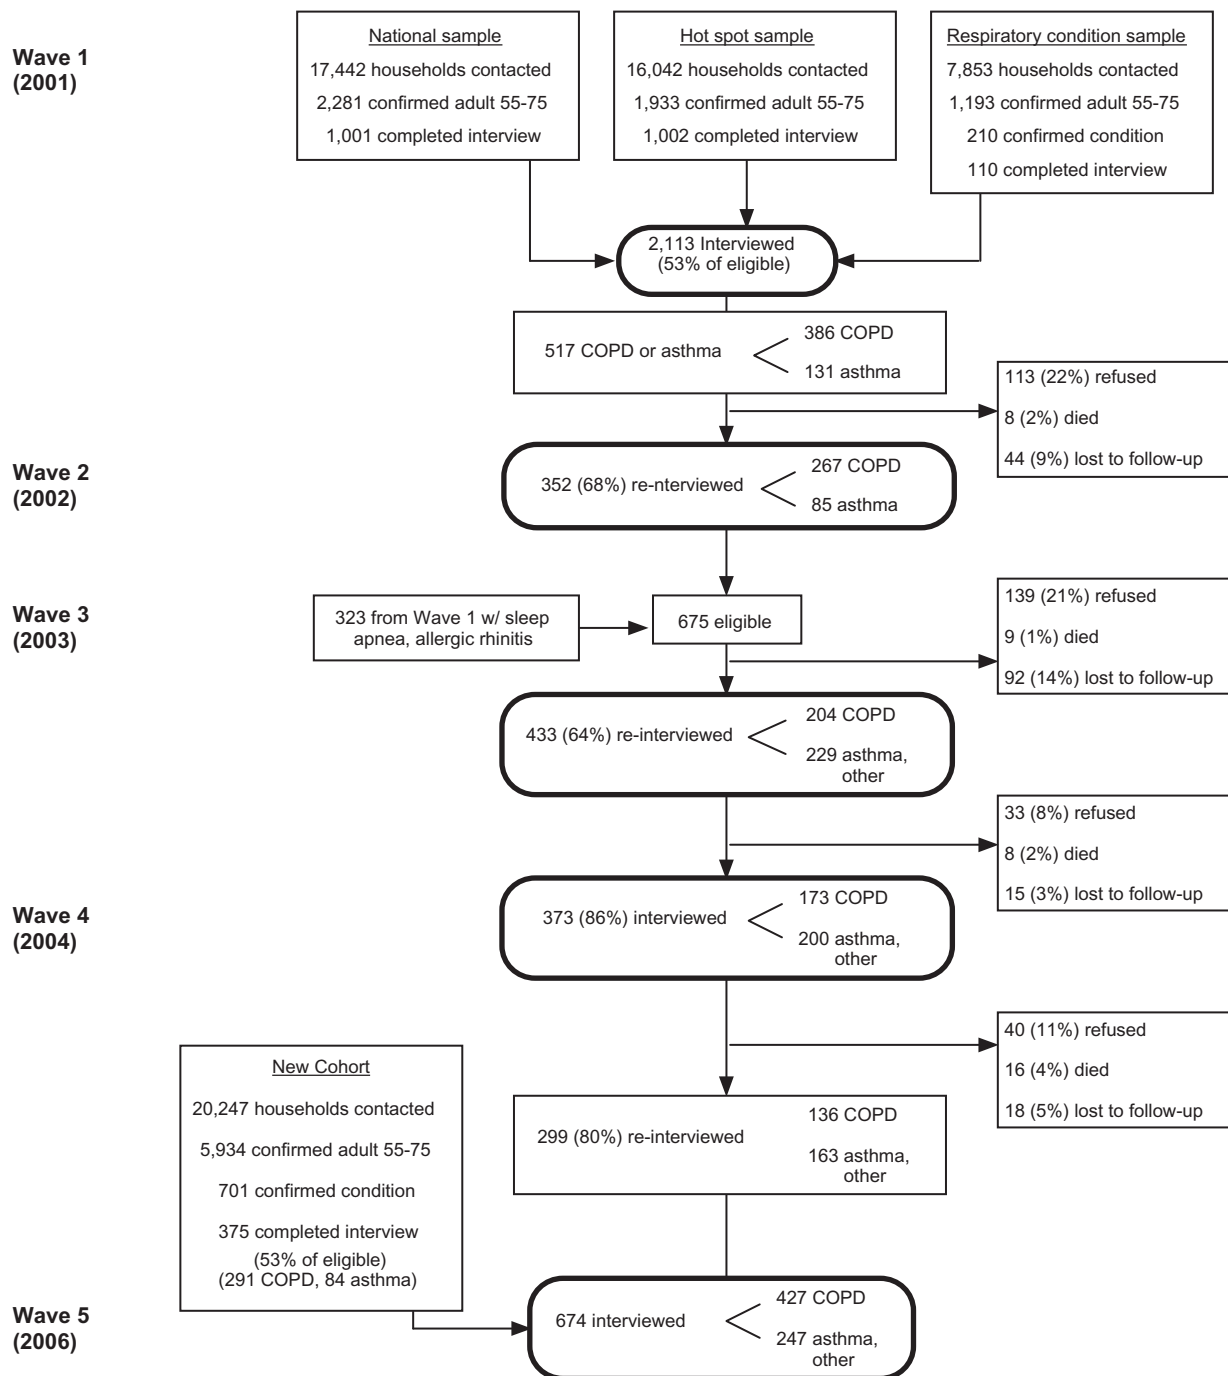 Wave 1
(2001)
National sample
17,442 households contacted
2,281 confirmed adult 55-75
1,001 completed interview
Hot spot sample
16,042 households contacted
1,933 confirmed adult 55-75
1,002 completed interview
Respiratory condition sample
7,853 households contacted
1,193 confirmed adult 55-75
210 confirmed condition
110 completed interview
2,113 Interviewed
(53% of eligible)
517 COPD or asthma
386 COPD
131 asthma
113 (22%) refused
8 (2%) died
44 (9%) lost to follow-up
Wave 2
(2002)
352 (68%) re-nterviewed
267 COPD
85 asthma
Wave 3
(2003)
323 from Wave 1 w/ sleep
apnea, allergic rhinitis
675 eligible
139 (21%) refused
9 (1%) died
92 (14%) lost to follow-up
433 (64%) re-interviewed
204 COPD
229 asthma,
other
33 (8%) refused
8 (2%) died
15 (3%) lost to follow-up
Wave 4
(2004)
373 (86%) interviewed
173 COPD
200 asthma,
other
40 (11%) refused
16 (4%) died
18 (5%) lost to follow-up
New Cohort
20,247 households contacted
5,934 confirmed adult 55-75
701 confirmed condition
375 completed interview
(53% of eligible)
(291 COPD, 84 asthma)
299 (80%) re-interviewed
136 COPD
163 asthma,
other
Wave 5
(2006)
674 interviewed
427 COPD
247 asthma,
other